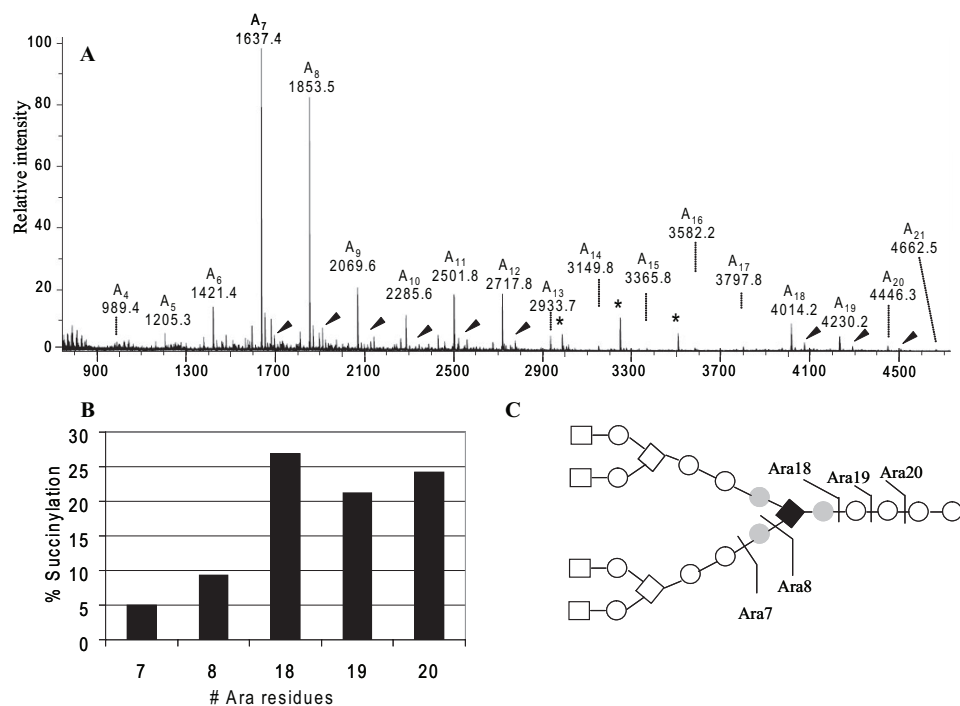 A
Relative intensity
100
80
60
40
20
0
A4
989.4
A5
1205.3
A6
1421.4
A7
1637.4
A8
1853.5
A9
2069.6
A10
2285.6
A11
2501.8
A12
2717.8
A13
2933.7
*
A14
3149.8
*
A15
3365.8
*
A16
3582.2
A17
3797.8
A18
4014.2
A19
4230.2
A20
4446.3
A21
4662.5
900 1700 2100 2500 2900 3300 3700 4100 4500
B
% Succinylation
30
25
20
15
10
5
0
7 8 18 19 20
# Ara residues
C
Ara18
Ara19
Ara20
Ara8
Ara7